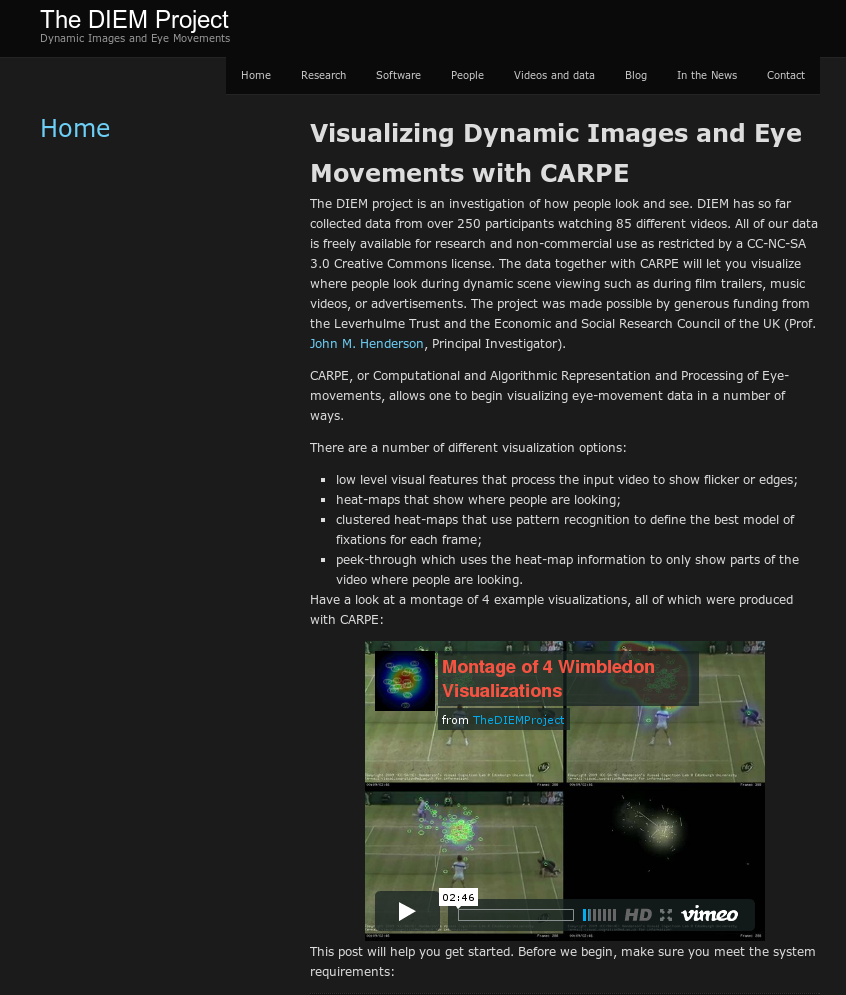 The DIEM Project
Dynamic Images and Eye Movements
Home Research Software People Videos and data Blog In the News Contact
Home
Visualizing Dynamic Images and Eye
Movements with CARPE
The DIEM project is an investigation of how people look and see. DIEM has so far
collected data from over 250 participants watching 85 different videos. All of our data
is freely available for research and non-commercial use as restricted by a CC-NC-SA
3.0 Creative Commons license. The data together with CARPE will let you visualize
where people look during dynamic scene viewing such as during film trailers, music
videos, or advertisements. The project was made possible by generous funding from
the Leverhulme Trust and the Economic and Social Research Council of the UK (Prof.
John M. Henderson, Principal Investigator).
CARPE, or Computational and Algorithmic Representation and Processing of Eye-
movements, allows one to begin visualizing eye-movement data in a number of
ways.
There are a number of different visualization options:
low level visual features that process the input video to show flicker or edges;
heat-maps that show where people are looking;
clustered heat-maps that use pattern recognition to define the best model of
fixations for each frame;
peek-through which uses the heat-map information to only show parts of the
video where people are looking.
Have a look at a montage of 4 example visualizations, all of which were produced
with CARPE:
Montage of 4 Wimbledon
Visualizations
from TheDIEMProject
02:46
HD vimeo
This post will help you get started. Before we begin, make sure you meet the system
requirements: